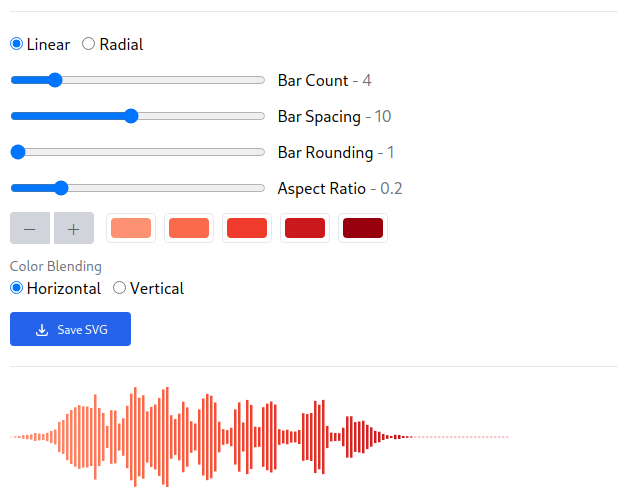 Linear Radial
Bar Count - 4
Bar Spacing - 10
Bar Rounding - 1
Aspect Ratio - 0.2
− +
Color Blending
Horizontal Vertical
Save SVG